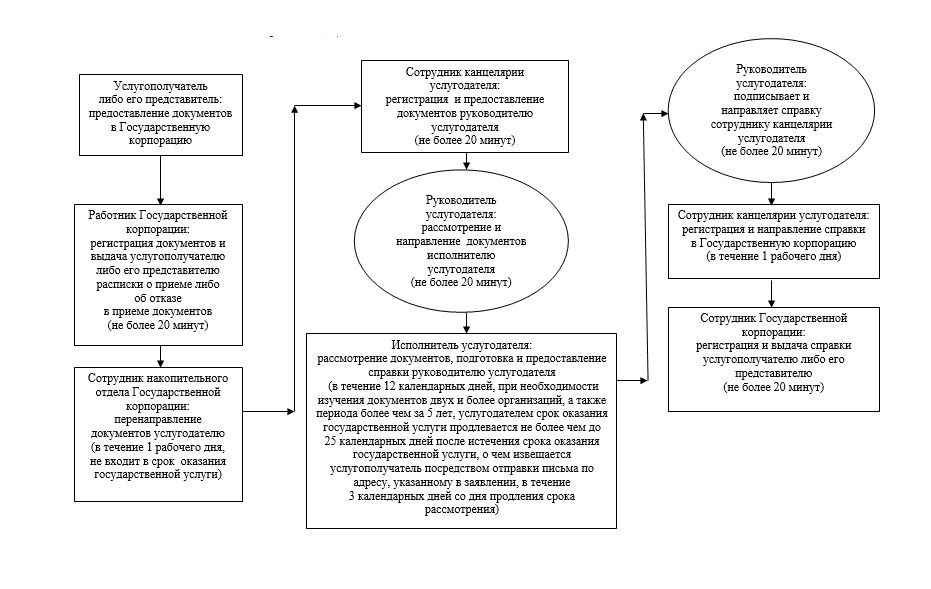 Услугополучатель
либо его представитель:
предоставление документов
в Государственную
корпорацию
Работник Государственной
корпорации:
регистрация документов и
выдача услугополучателю
либо его представителю
расписки о приеме либо
об отказе
в приеме документов
(не более 20 минут)
Сотрудник накопительного
отдела Государственной
корпорации:
перенаправление
документов услугодателю
(в течение 1 рабочего дня,
не входит в срок оказания
государственной услуги)
Сотрудник канцелярии
услугодателя:
регистрация и предоставление
документов руководителю
услугодателя
(не более 20 минут)
Руководитель
услугодателя:
рассмотрение и
направление документов
исполнителю
услугодателя
(не более 20 минут)
Исполнитель услугодателя:
рассмотрение документов, подготовка и предоставление
справки руководителю услугодателя
(в течение 12 календарных дней, при необходимости
изучения документов двух и более организаций, а также
периода более чем за 5 лет, услугодателем срок оказания
государственной услуги продлевается не более чем до
25 календарных дней после истечения срока оказания
государственной услуги, о чем извещается
услугополучатель посредством отправки письма по
адресу, указанному в заявлении, в течение
3 календарных дней со дня продления срока
рассмотрения)
Руководитель
услугодателя:
подписывает и
направляет справку
сотруднику канцелярии
услугодателя
(не более 20 минут)
Сотрудник канцелярии услугодателя:
регистрация и направление справки
в Государственную корпорацию
(в течение 1 рабочего дня)
Сотрудник Государственной
корпорации:
регистрация и выдача справки
услугополучателю либо его
представителю
(не более 20 минут)